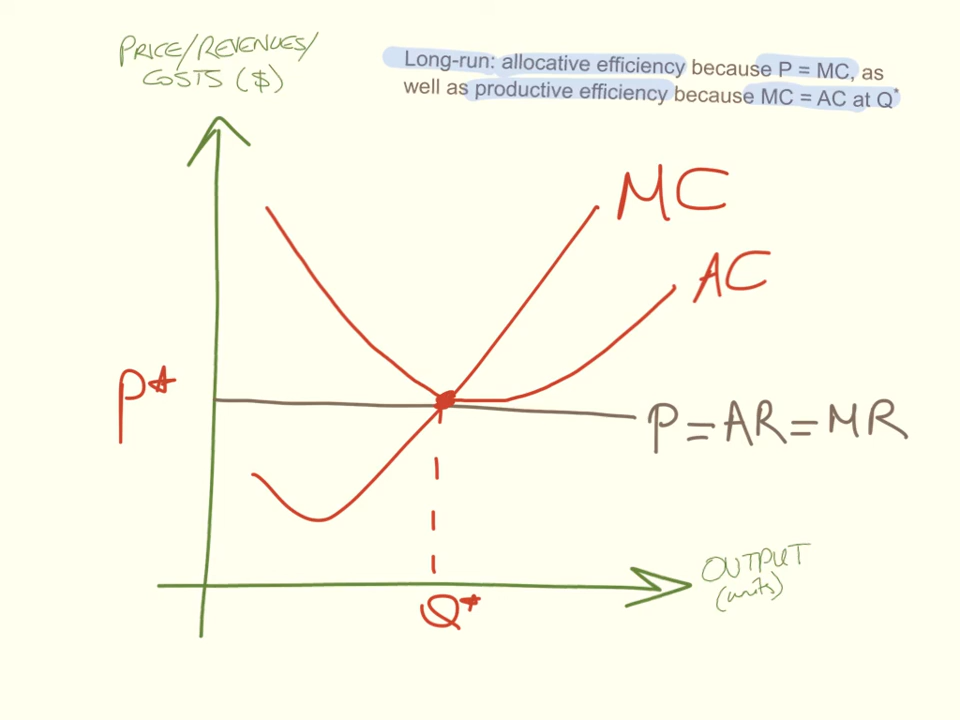 PRICE/REVENUES/
COSTS ($)
Long-run: allocative efficiency because P = MC, as
well as productive efficiency because MC = AC at Q*
MC
AC
P*
P=AR=MR
OUTPUT
(units)
Q*